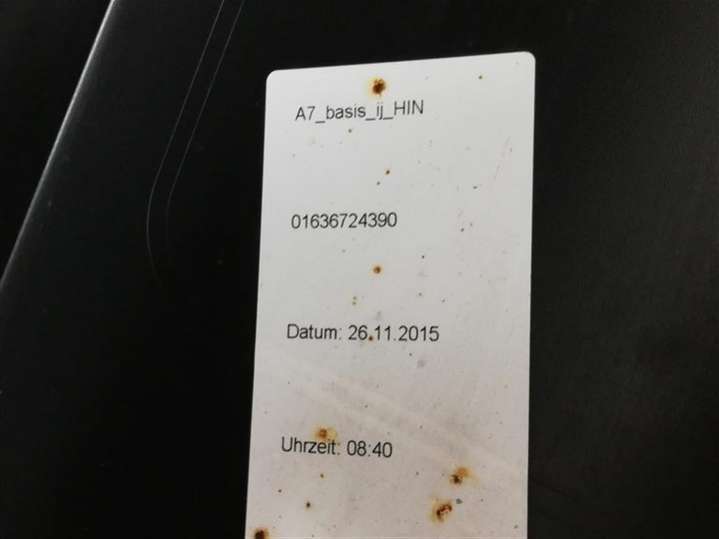 A7_basis_ij_HIN
01636724390
Datum: 26.11.2015
Uhrzeit: 08:40